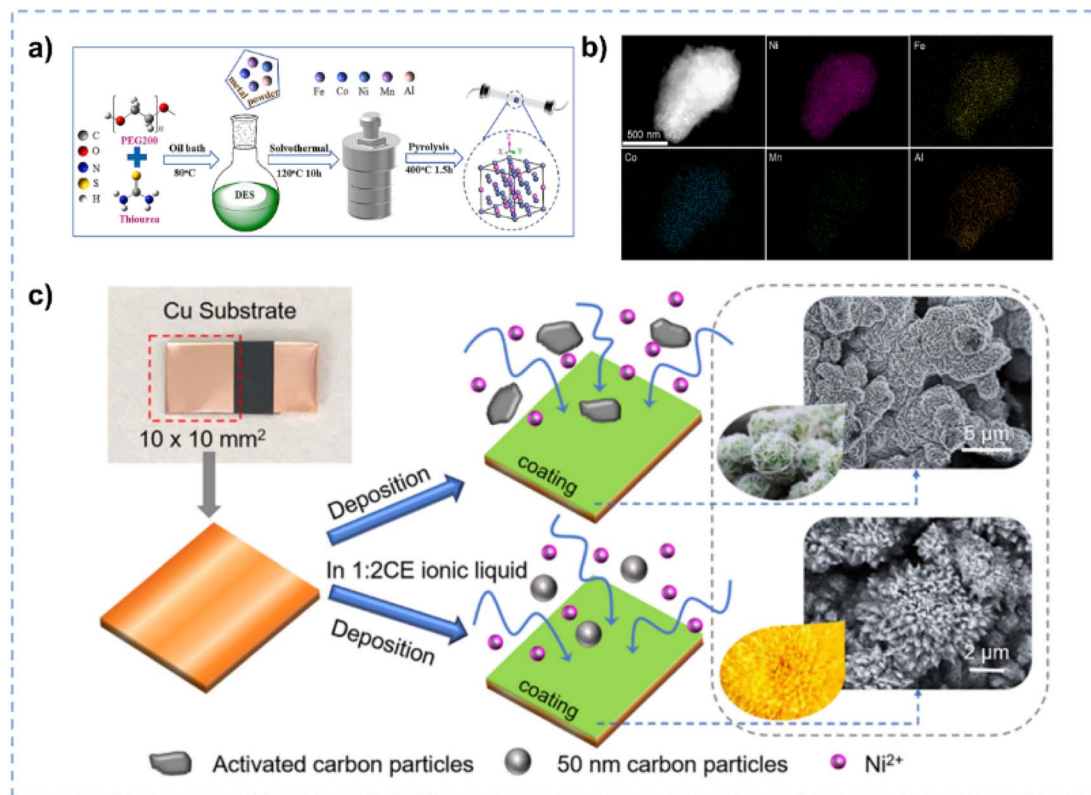 a)
metal
powder
Fe Co Ni Mn Al
C
O
N
S
H
PEG200
Thiourea
n
Oil bath
80°C
DES
Solvothermal
120°C 10h
Pyrolysis
400°C 1.5h
Z
X Y
b)
500 nm
Ni
Fe
Co
Mn
Al
c)
Cu Substrate
10 x 10 mm²
Deposition
In 1:2CE ionic liquid
Deposition
coating
coating
5 μm
2 μm
Activated carbon particles
50 nm carbon particles
Ni²⁺